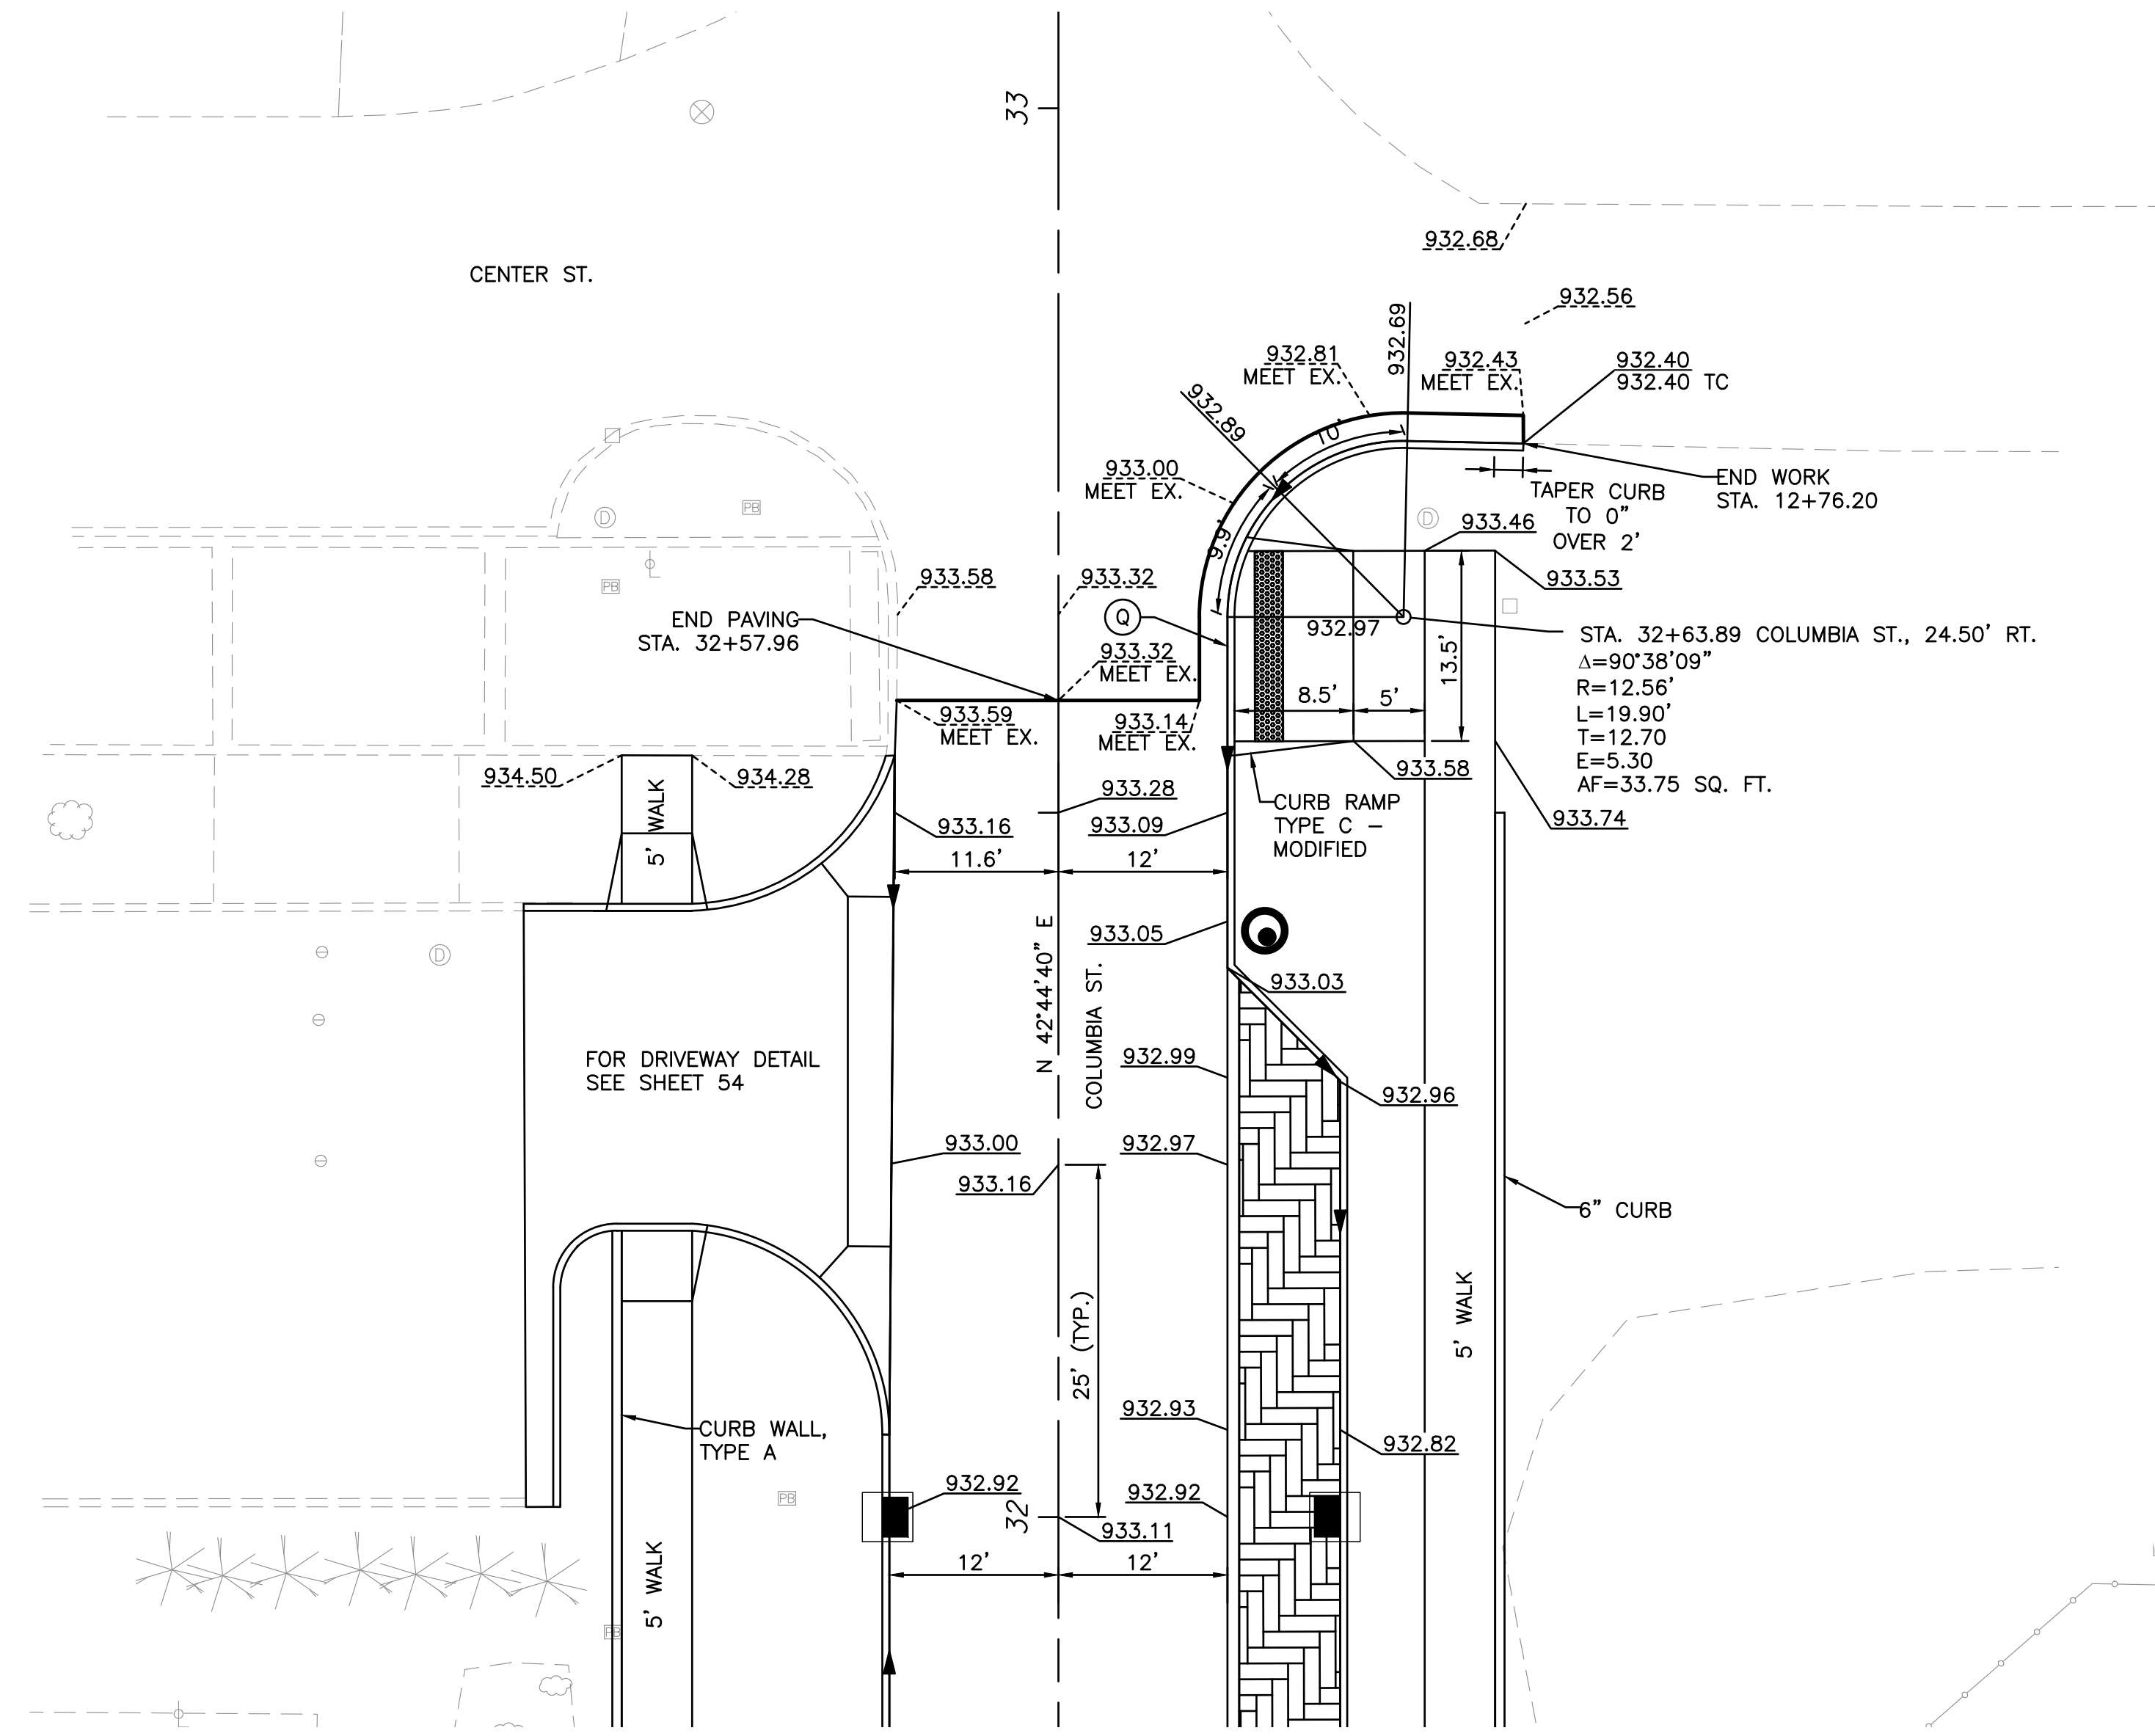 33
932.68
CENTER ST.
932.56
932.69
932.81
MEET EX.
932.43
MEET EX.
932.40
932.40 TC
932.89
10'
933.00
MEET EX.
END WORK
STA. 12+76.20
TAPER CURB
TO 0"
OVER 2'
D
PB
D
9.9'
933.46
933.58
933.32
933.53
PB
END PAVING
STA. 32+57.96
Q
932.97
STA. 32+63.89 COLUMBIA ST., 24.50' RT.
Δ=90°38'09"
R=12.56'
L=19.90'
T=12.70
E=5.30
AF=33.75 SQ. FT.
933.32
MEET EX.
13.5'
8.5'
5'
933.59
MEET EX.
933.14
MEET EX.
934.50
934.28
5' WALK
933.58
933.28
CURB RAMP
TYPE C –
MODIFIED
933.74
933.16
933.09
11.6'
12'
933.05
D
N 42°44'40" E
COLUMBIA ST.
933.03
FOR DRIVEWAY DETAIL
SEE SHEET 54
932.99
932.96
933.00
932.97
933.16
6" CURB
25' (TYP.)
5' WALK
932.93
CURB WALL,
TYPE A
932.82
PB
932.92
932.92
32
933.11
12'
12'
5' WALK
PB